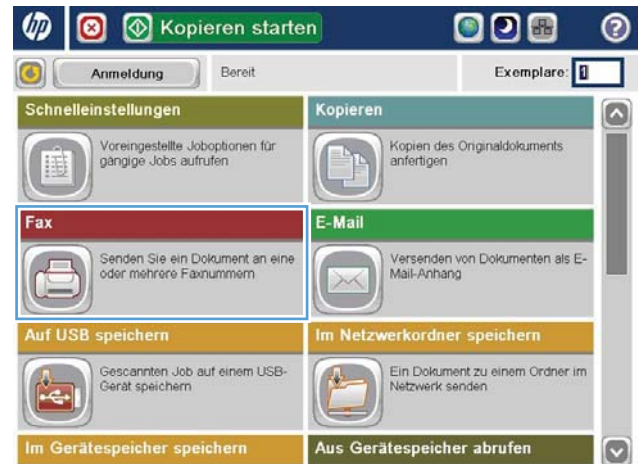 hp Kopieren starten ?
Anmeldung Bereit Exemplare: 1
Schnelleinstellungen
Voreingestellte Joboptionen für
gängige Jobs aufrufen
Kopieren
Kopien des Originaldokuments
anfertigen
Fax
Senden Sie ein Dokument an eine
oder mehrere Faxnummern
E-Mail
Versenden von Dokumenten als E-
Mail-Anhang
Auf USB speichern
Gescannten Job auf einem USB-
Gerät speichern
Im Netzwerkordner speichern
Ein Dokument zu einem Ordner im
Netzwerk senden
Im Gerätespeicher speichern
Aus Gerätespeicher abrufen